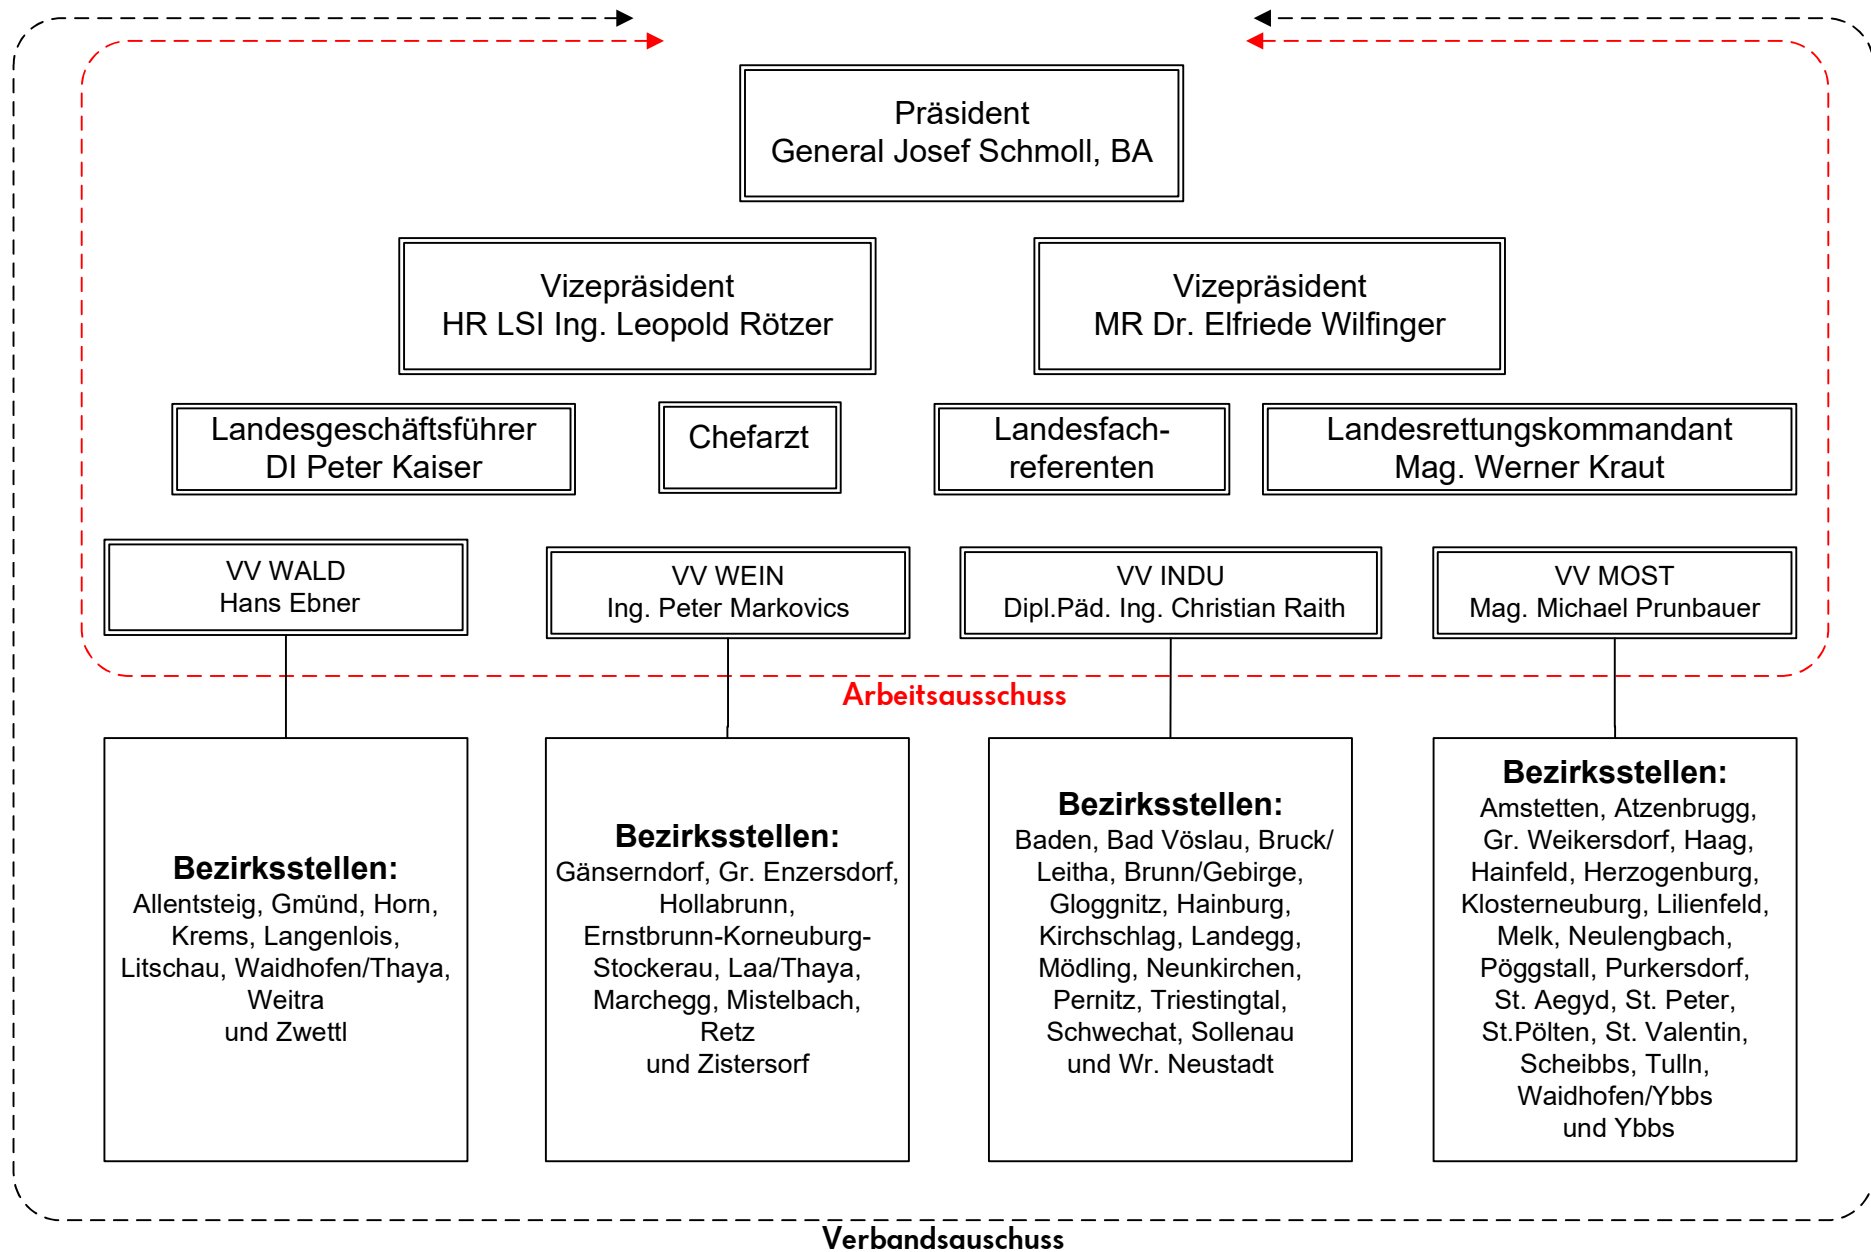 Präsident
General Josef Schmoll, BA
Vizepräsident
HR LSI Ing. Leopold Rötzer
Vizepräsident
MR Dr. Elfriede Wilfinger
Landesgeschäftsführer
DI Peter Kaiser
Chefarzt
Landesfach-
referenten
Landesrettungskommandant
Mag. Werner Kraut
VV WALD
Hans Ebner
VV WEIN
Ing. Peter Markovics
VV INDU
Dipl.Päd. Ing. Christian Raith
VV MOST
Mag. Michael Prunbauer
Arbeitsausschuss
Bezirksstellen:
Allentsteig, Gmünd, Horn,
Krems, Langenlois,
Litschau, Waidhofen/Thaya,
Weitra
und Zwettl
Bezirksstellen:
Gänserndorf, Gr. Enzersdorf,
Hollabrunn,
Ernstbrunn-Korneuburg-
Stockerau, Laa/Thaya,
Marchegg, Mistelbach,
Retz
und Zistersorf
Bezirksstellen:
Baden, Bad Vöslau, Bruck/
Leitha, Brunn/Gebirge,
Gloggnitz, Hainburg,
Kirchschlag, Landegg,
Mödling, Neunkirchen,
Pernitz, Triestingtal,
Schwechat, Sollenau
und Wr. Neustadt
Bezirksstellen:
Amstetten, Atzenbrugg,
Gr. Weikersdorf, Haag,
Hainfeld, Herzogenburg,
Klosterneuburg, Lilienfeld,
Melk, Neulengbach,
Pöggstall, Purkersdorf,
St. Aegyd, St. Peter,
St.Pölten, St. Valentin,
Scheibbs, Tulln,
Waidhofen/Ybbs
und Ybbs
Verbandsauschuss